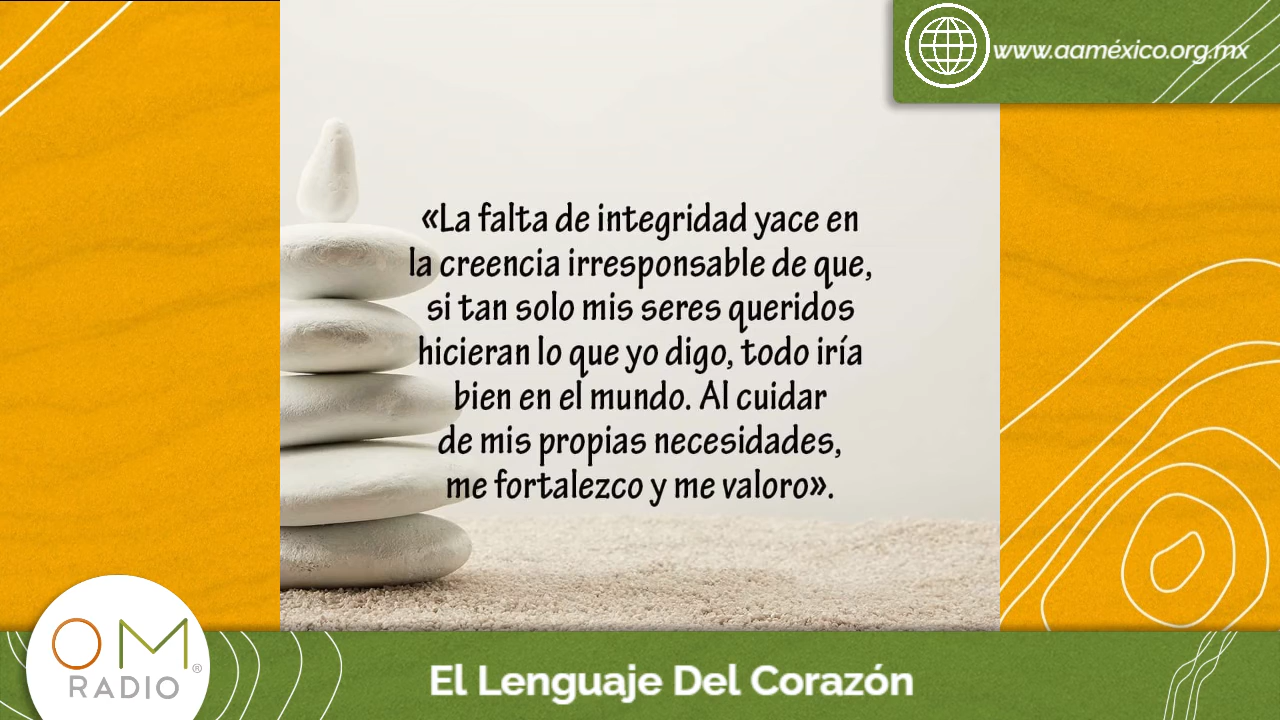 www.aaméxico.org.mx
«La falta de integridad yace en
la creencia irresponsable de que,
si tan solo mis seres queridos
hicieran lo que yo digo, todo iría
bien en el mundo. Al cuidar
de mis propias necesidades,
me fortalezco y me valoro».
OM®
RADIO
El Lenguaje Del Corazón